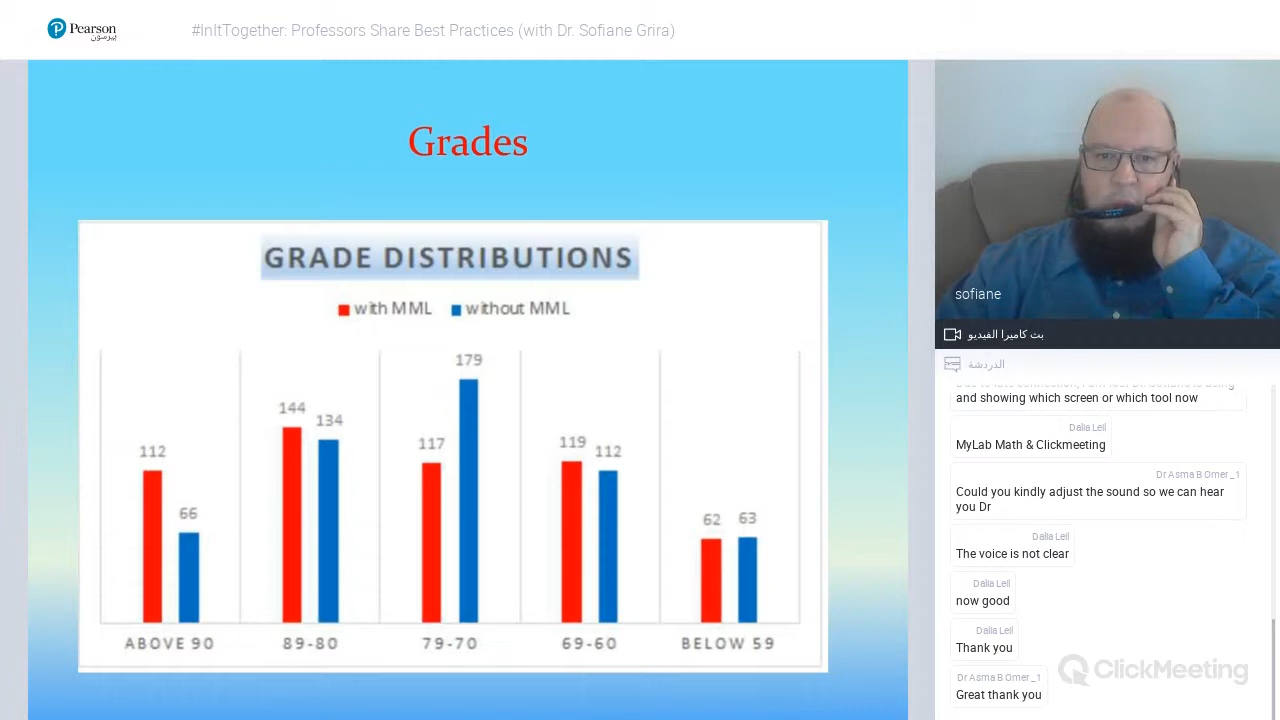 Pearson
بيرسون
#InItTogether: Professors Share Best Practices (with Dr. Sofiane Grira)
Grades
GRADE DISTRIBUTIONS
with MML without MML
112 66 144 134 117 179 119 112 62 63
ABOVE 90 89-80 79-70 69-60 BELOW 59
sofiane
بث كاميرا الفيديو
الدردشة
and showing which screen or which tool now
Dalia Leil
MyLab Math & Clickmeeting
Dr Asma B Omer_1
Could you kindly adjust the sound so we can hear
you Dr
Dalia Leil
The voice is not clear
Dalia Leil
now good
Dalia Leil
Thank you
Dr Asma B Omer_1
Great thank you
ClickMeeting